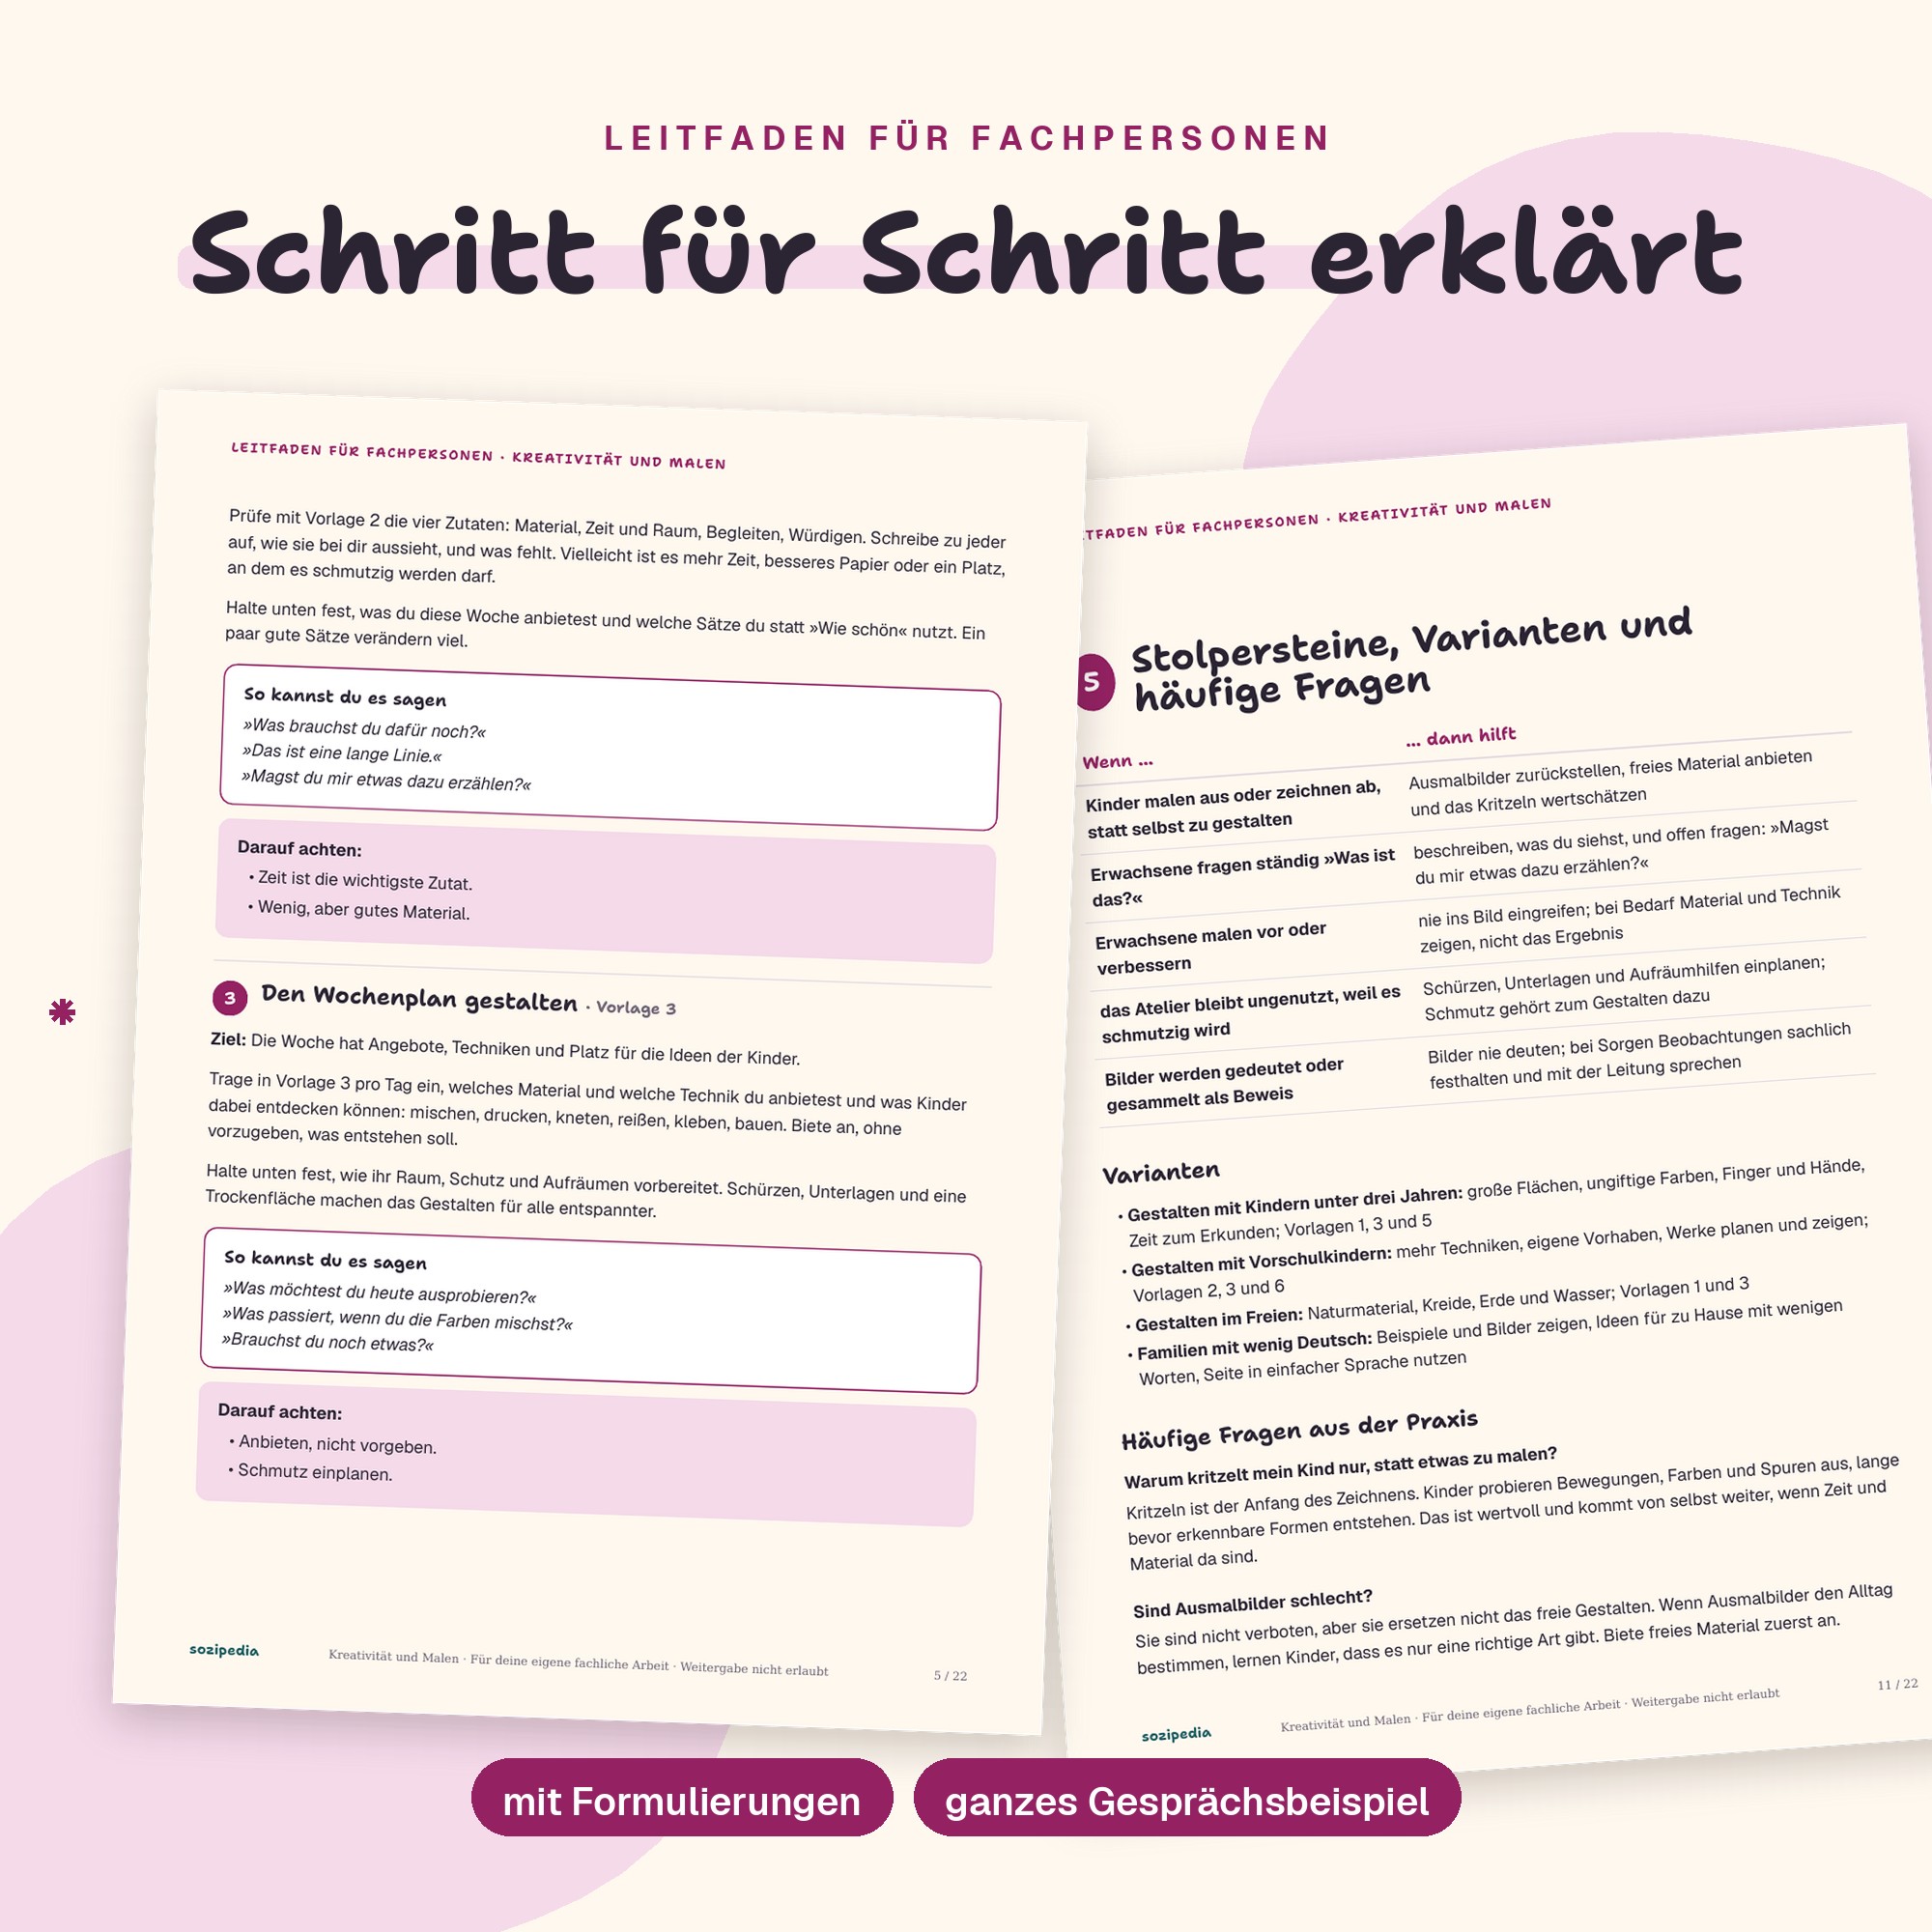 LEITFADEN FÜR FACHPERSONEN
Schritt für Schritt erklärt
LEITFADEN FÜR FACHPERSONEN · KREATIVITÄT UND MALEN
Prüfe mit Vorlage 2 die vier Zutaten: Material, Zeit und Raum, Begleiten, Würdigen. Schreibe zu jeder
auf, wie sie bei dir aussieht, und was fehlt. Vielleicht ist es mehr Zeit, besseres Papier oder ein Platz,
an dem es schmutzig werden darf.
Halte unten fest, was du diese Woche anbietest und welche Sätze du statt »Wie schön« nutzt. Ein
paar gute Sätze verändern viel.
So kannst du es sagen
»Was brauchst du dafür noch?«
»Das ist eine lange Linie.«
»Magst du mir etwas dazu erzählen?«
Darauf achten:
• Zeit ist die wichtigste Zutat.
• Wenig, aber gutes Material.
3 Den Wochenplan gestalten · Vorlage 3
Ziel: Die Woche hat Angebote, Techniken und Platz für die Ideen der Kinder.
Trage in Vorlage 3 pro Tag ein, welches Material und welche Technik du anbietest und was Kinder
dabei entdecken können: mischen, drucken, kneten, reißen, kleben, bauen. Biete an, ohne
vorzugeben, was entstehen soll.
Halte unten fest, wie ihr Raum, Schutz und Aufräumen vorbereitet. Schürzen, Unterlagen und eine
Trockenfläche machen das Gestalten für alle entspannter.
So kannst du es sagen
»Was möchtest du heute ausprobieren?«
»Was passiert, wenn du die Farben mischst?«
»Brauchst du noch etwas?«
Darauf achten:
• Anbieten, nicht vorgeben.
• Schmutz einplanen.
sozipedia Kreativität und Malen · Für deine eigene fachliche Arbeit · Weitergabe nicht erlaubt 5 / 22
TFADEN FÜR FACHPERSONEN · KREATIVITÄT UND MALEN
5 Stolpersteine, Varianten und
häufige Fragen
Wenn ... ... dann hilft
Kinder malen aus oder zeichnen ab, Ausmalbilder zurückstellen, freies Material anbieten
statt selbst zu gestalten und das Kritzeln wertschätzen
Erwachsene fragen ständig »Was ist beschreiben, was du siehst, und offen fragen: »Magst
das?« du mir etwas dazu erzählen?«
Erwachsene malen vor oder nie ins Bild eingreifen; bei Bedarf Material und Technik
verbessern zeigen, nicht das Ergebnis
das Atelier bleibt ungenutzt, weil es Schürzen, Unterlagen und Aufräumhilfen einplanen;
schmutzig wird Schmutz gehört zum Gestalten dazu
Bilder werden gedeutet oder Bilder nie deuten; bei Sorgen Beobachtungen sachlich
gesammelt als Beweis festhalten und mit der Leitung sprechen
Varianten
• Gestalten mit Kindern unter drei Jahren: große Flächen, ungiftige Farben, Finger und Hände,
Zeit zum Erkunden; Vorlagen 1, 3 und 5
• Gestalten mit Vorschulkindern: mehr Techniken, eigene Vorhaben, Werke planen und zeigen;
Vorlagen 2, 3 und 6
• Gestalten im Freien: Naturmaterial, Kreide, Erde und Wasser; Vorlagen 1 und 3
• Familien mit wenig Deutsch: Beispiele und Bilder zeigen, Ideen für zu Hause mit wenigen
Worten, Seite in einfacher Sprache nutzen
Häufige Fragen aus der Praxis
Warum kritzelt mein Kind nur, statt etwas zu malen?
Kritzeln ist der Anfang des Zeichnens. Kinder probieren Bewegungen, Farben und Spuren aus, lange
bevor erkennbare Formen entstehen. Das ist wertvoll und kommt von selbst weiter, wenn Zeit und
Material da sind.
Sind Ausmalbilder schlecht?
Sie sind nicht verboten, aber sie ersetzen nicht das freie Gestalten. Wenn Ausmalbilder den Alltag
bestimmen, lernen Kinder, dass es nur eine richtige Art gibt. Biete freies Material zuerst an.
sozipedia Kreativität und Malen · Für deine eigene fachliche Arbeit · Weitergabe nicht erlaubt 11 / 22
mit Formulierungen
ganzes Gesprächsbeispiel